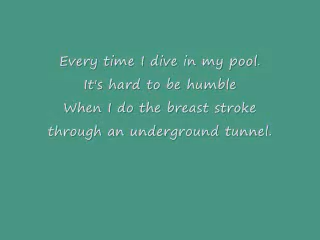 Every time I dive in my pool.
It's hard to be humble
When I do the breast stroke
through an underground tunnel.